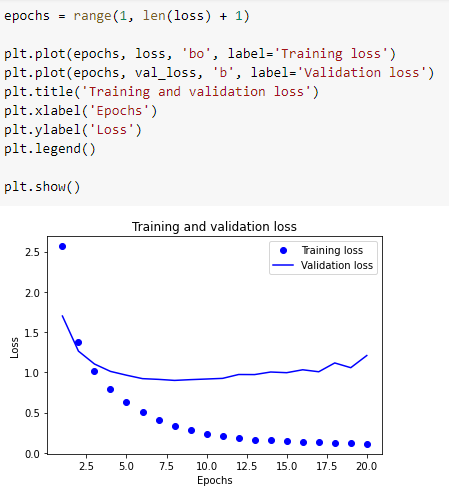 epochs = range(1, len(loss) + 1)
plt.plot(epochs, loss, 'bo', label='Training loss')
plt.plot(epochs, val_loss, 'b', label='Validation loss')
plt.title('Training and validation loss')
plt.xlabel('Epochs')
plt.ylabel('Loss')
plt.legend()
plt.show()
Training and validation loss
Training loss
Validation loss
2.5
2.0
1.5
1.0
0.5
0.0
Loss
2.5 5.0 7.5 10.0 12.5 15.0 17.5 20.0
Epochs